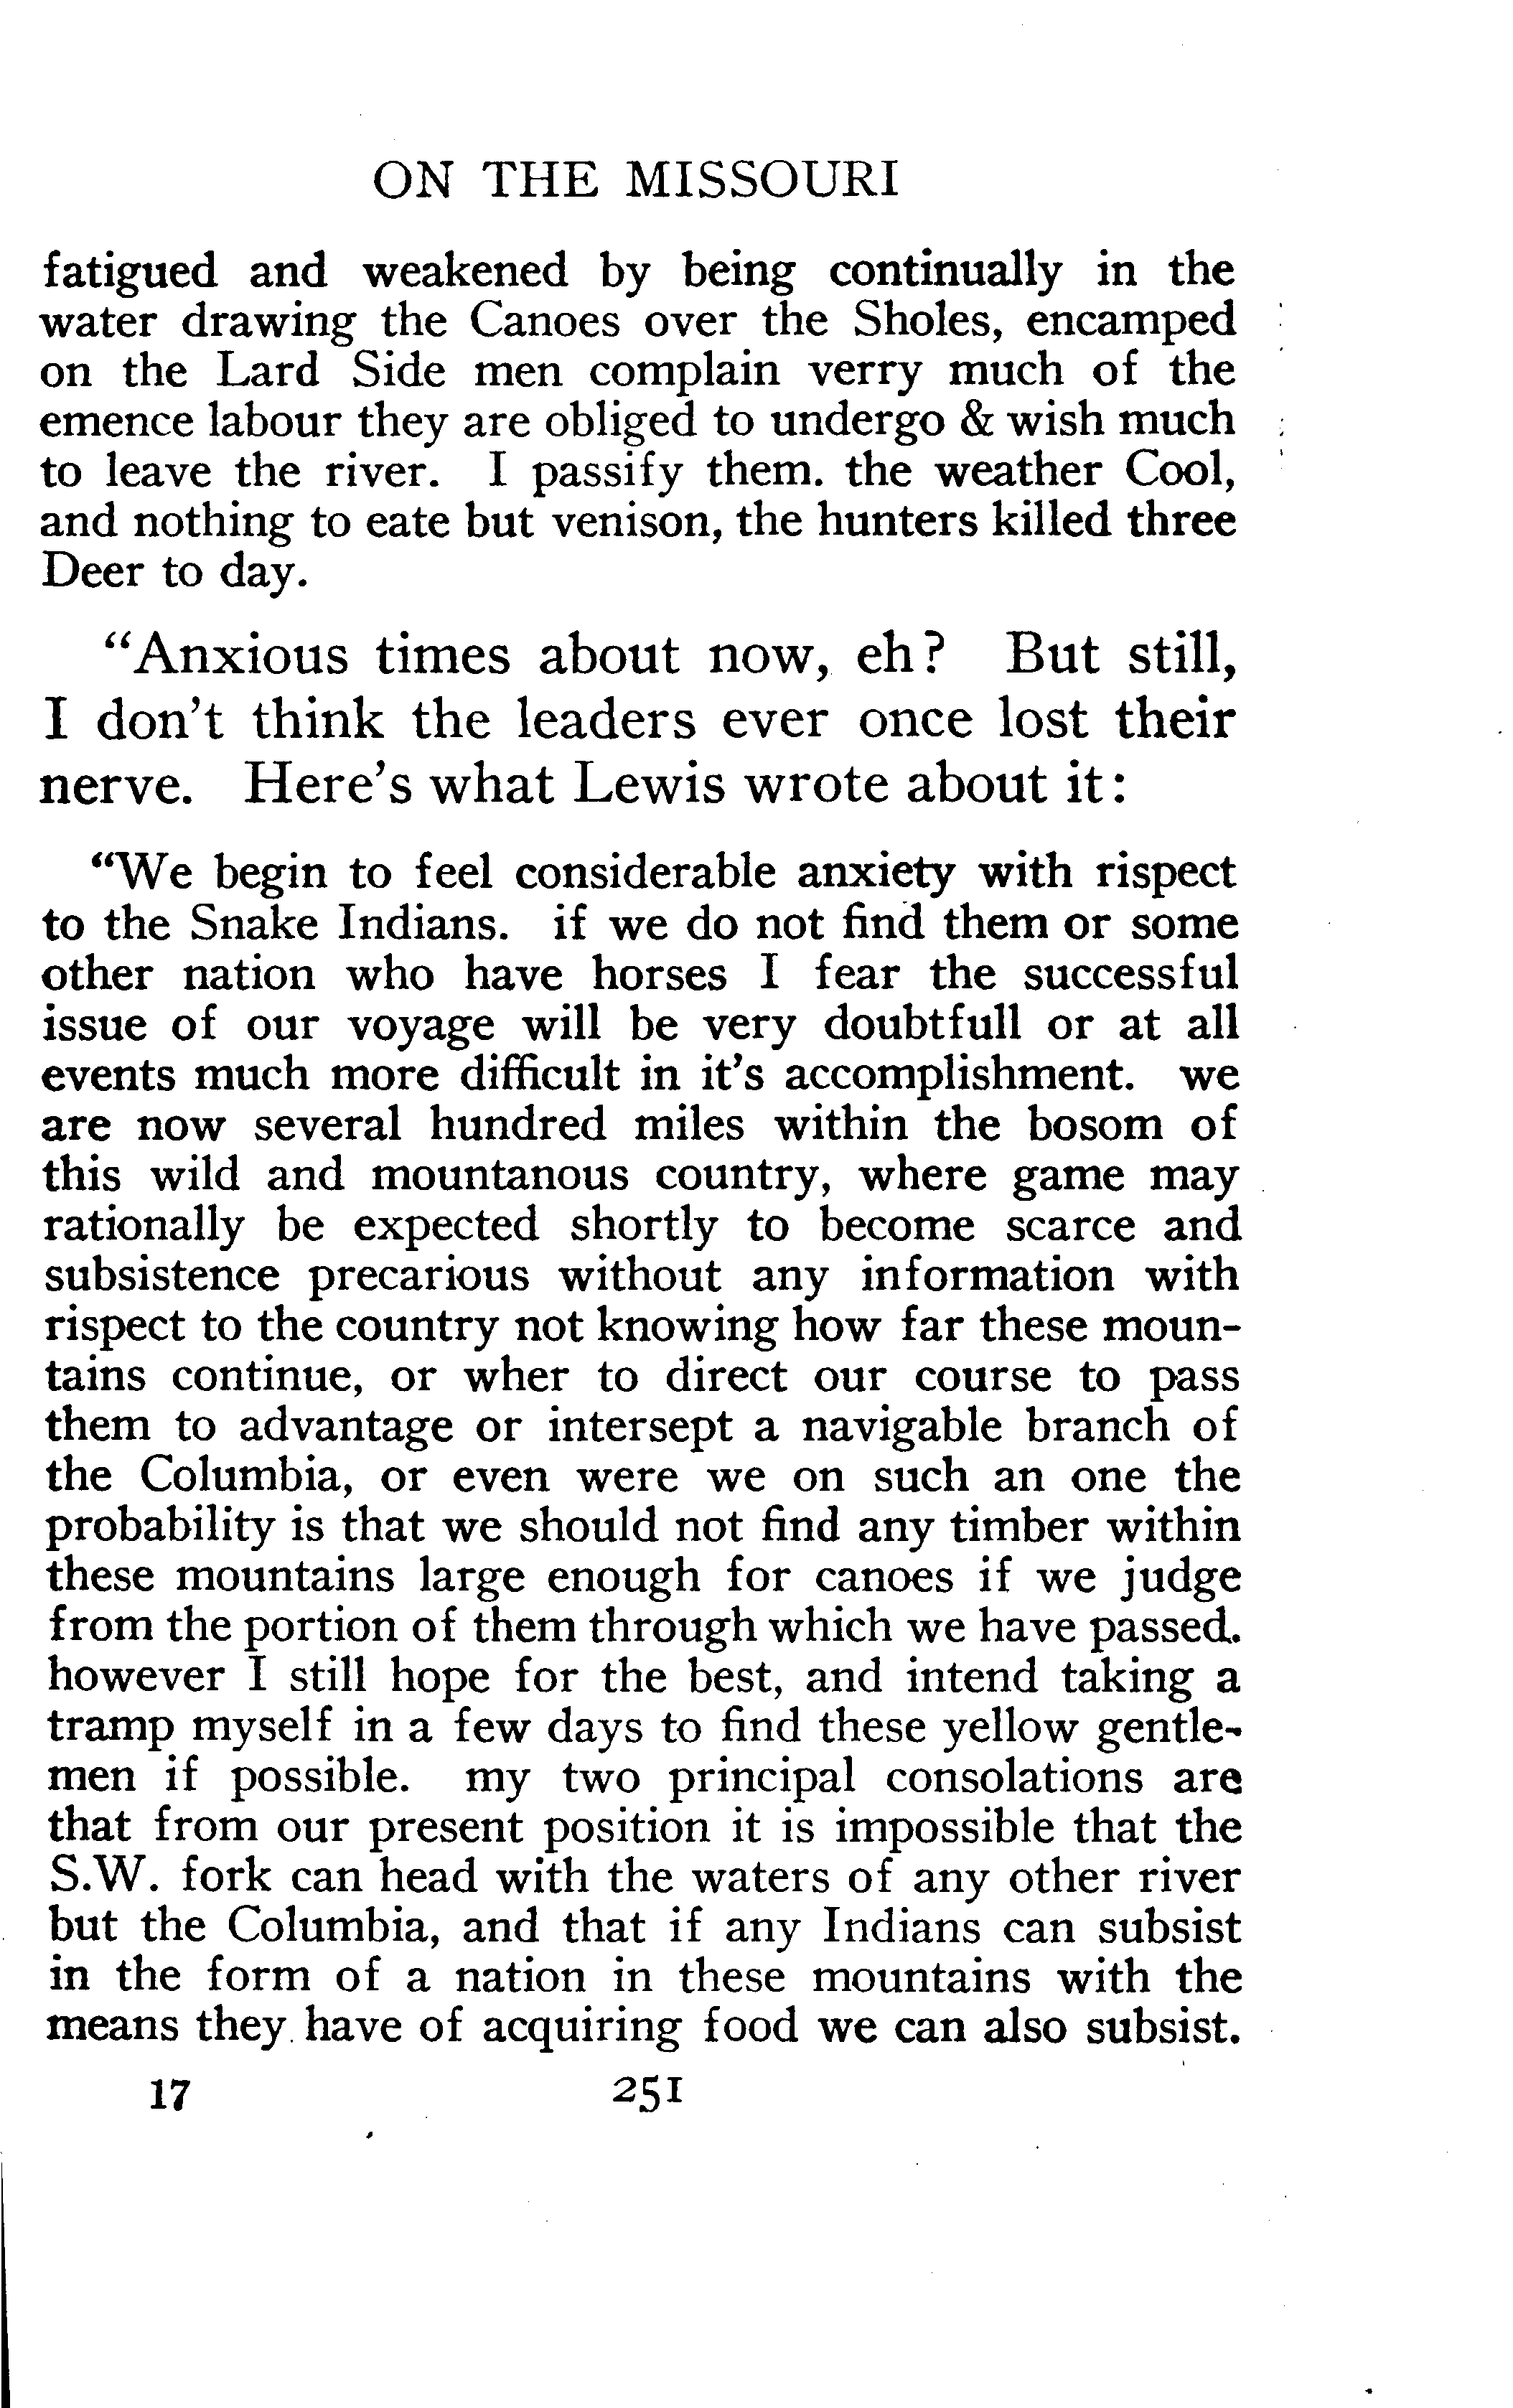 ON THE MISSOURI
fatigued and weakened by being continually in the
water drawing the Canoes over the Sholes, encamped
on the Lard Side men complain verry much of the
emence labour they are obliged to undergo & wish much
to leave the river. I passify them. the weather Cool,
and nothing to eate but venison, the hunters killed three
Deer to day.
"Anxious times about now, eh? But still,
I don't think the leaders ever once lost their
nerve. Here's what Lewis wrote about it:
"We begin to feel considerable anxiety with rispect
to the Snake Indians. if we do not find them or some
other nation who have horses I fear the successful
issue of our voyage will be very doubtfull or at all
events much more difficult in it's accomplishment. we
are now several hundred miles within the bosom of
this wild and mountanous country, where game may
rationally be expected shortly to become scarce and
subsistence precarious without any information with
rispect to the country not knowing how far these moun-
tains continue, or wher to direct our course to pass
them to advantage or intersept a navigable branch of
the Columbia, or even were we on such an one the
probability is that we should not find any timber within
these mountains large enough for canoes if we judge
from the portion of them through which we have passed.
however I still hope for the best, and intend taking a
tramp myself in a few days to find these yellow gentle-
men if possible. my two principal consolations are
that from our present position it is impossible that the
S.W. fork can head with the waters of any other river
but the Columbia, and that if any Indians can subsist
in the form of a nation in these mountains with the
means they have of acquiring food we can also subsist.
17 251